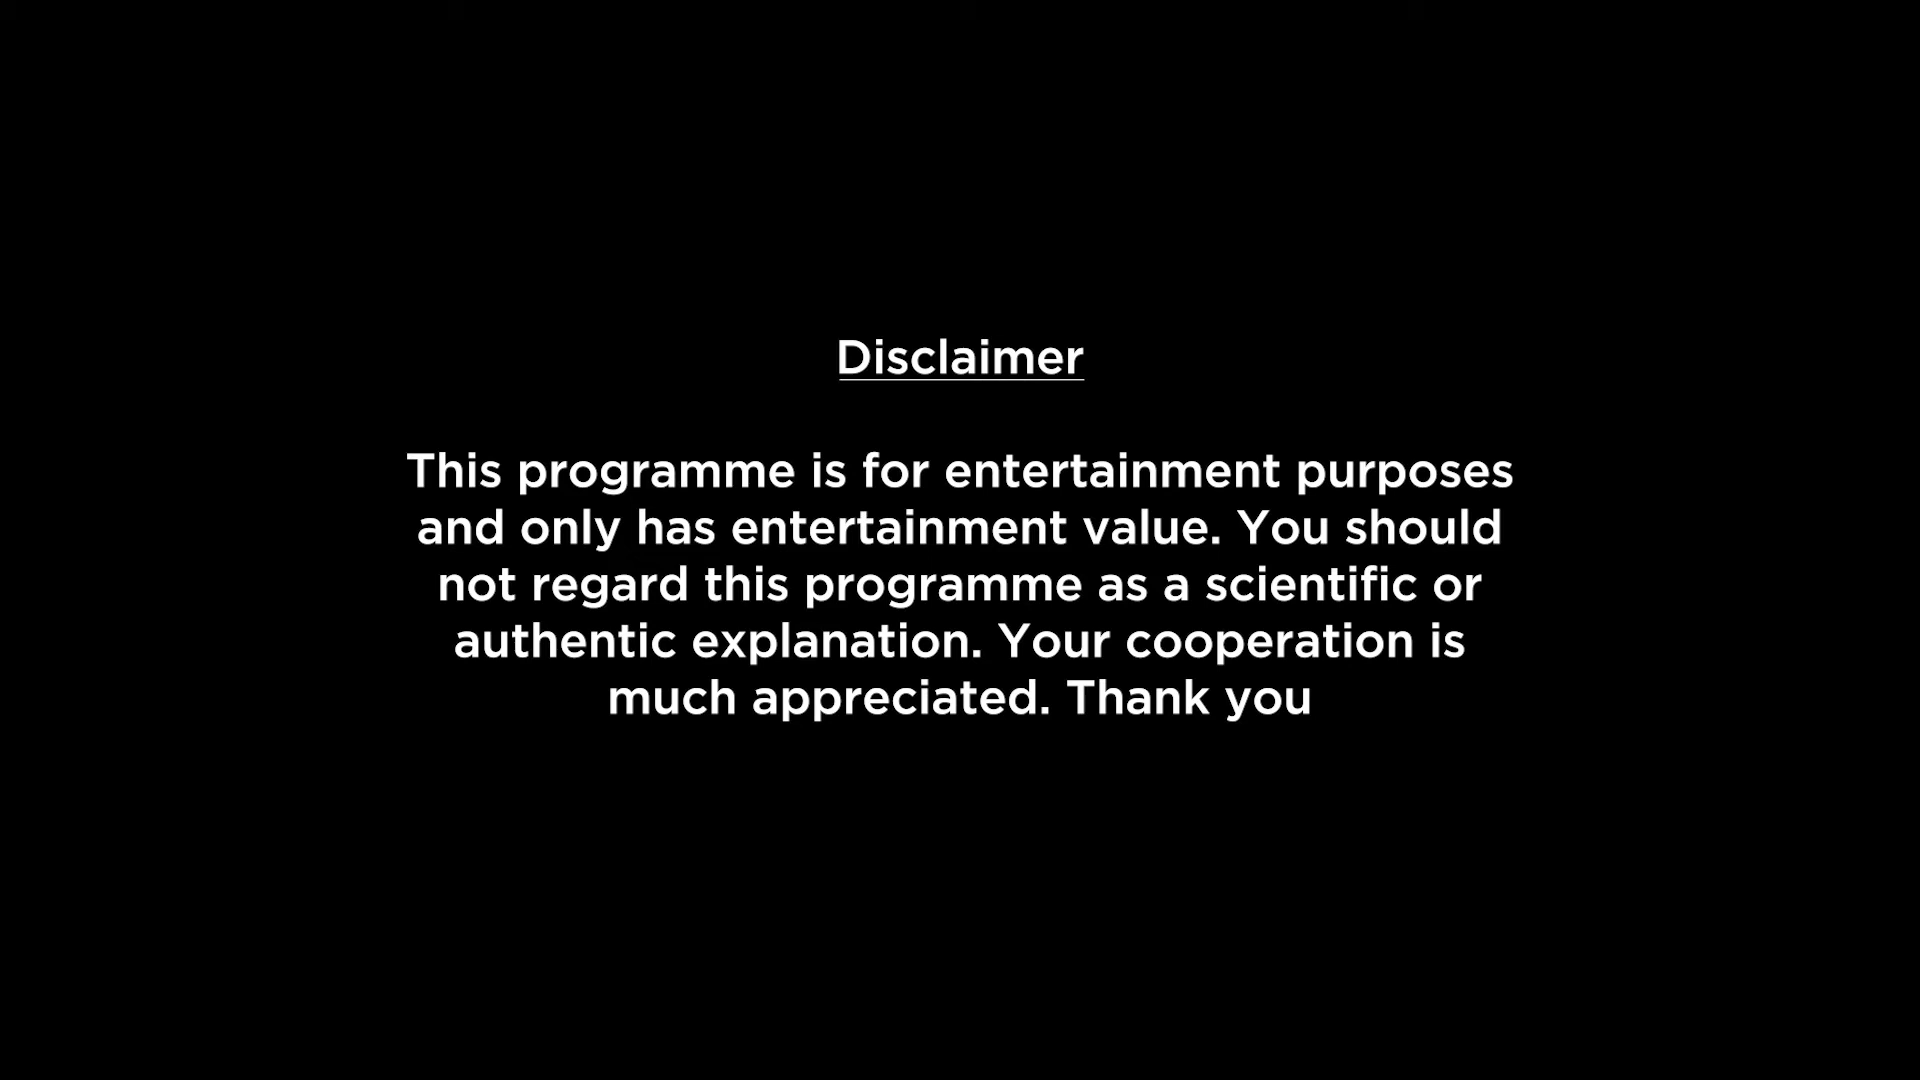 Disclaimer
This programme is for entertainment purposes
and only has entertainment value. You should
not regard this programme as a scientific or
authentic explanation. Your cooperation is
much appreciated. Thank you